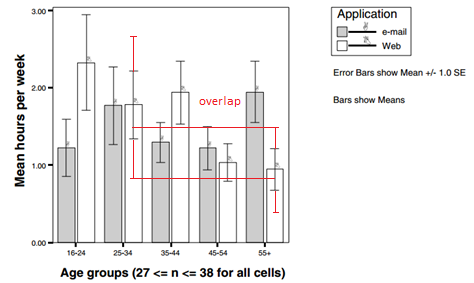 Mean hours per week
3.00
2.00
1.00
0.00
overlap
16-24 25-34 35-44 45-54 55+
Age groups (27 <= n <= 38 for all cells)
Application
e-mail
Web
Error Bars show Mean +/- 1.0 SE
Bars show Means